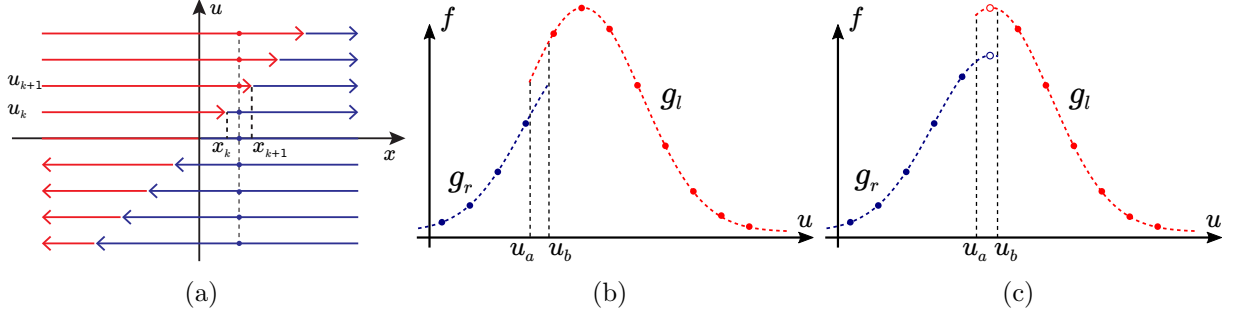 u
u_{k+1}
u_k
x_k x_{k+1} x
(a)
f
g_l
g_r
u
u_a u_b
(b)
f
g_l
g_r
u
u_a u_b
(c)